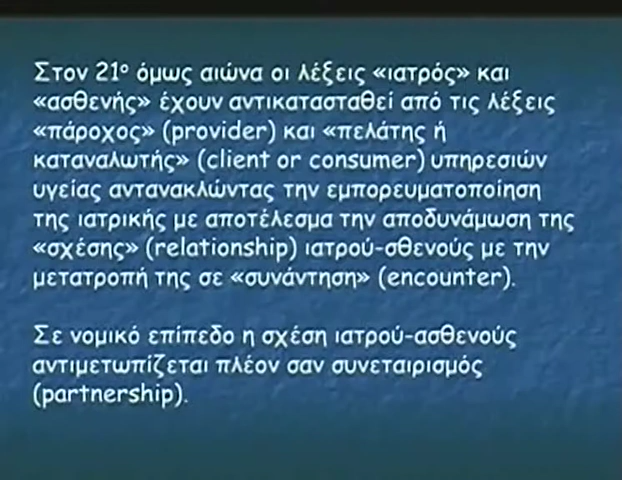 Στον 21ο όμως αιώνα οι λέξεις «ιατρός» και
«ασθενής» έχουν αντικατασταθεί από τις λέξεις
«πάροχος» (provider) και «πελάτης ή
καταναλωτής» (client or consumer) υπηρεσιών
υγείας αντανακλώντας την εμπορευματοποίηση
της ιατρικής με αποτέλεσμα την αποδυνάμωση της
«σχέσης» (relationship) ιατρού-σθενούς με την
μετατροπή της σε «συνάντηση» (encounter).
Σε νομικό επίπεδο η σχέση ιατρού-ασθενούς
αντιμετωπίζεται πλέον σαν συνεταιρισμός
(partnership).